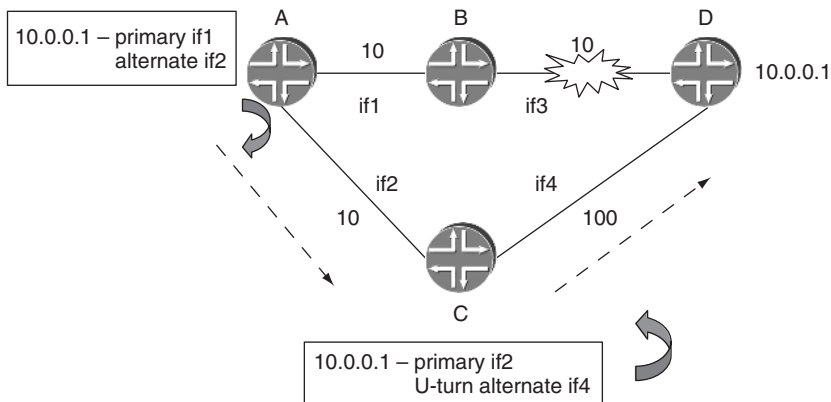 A
B
D
10.0.0.1 – primary if1
alternate if2
10
10
10.0.0.1
if1
if3
if2
if4
10
100
C
10.0.0.1 – primary if2
U-turn alternate if4